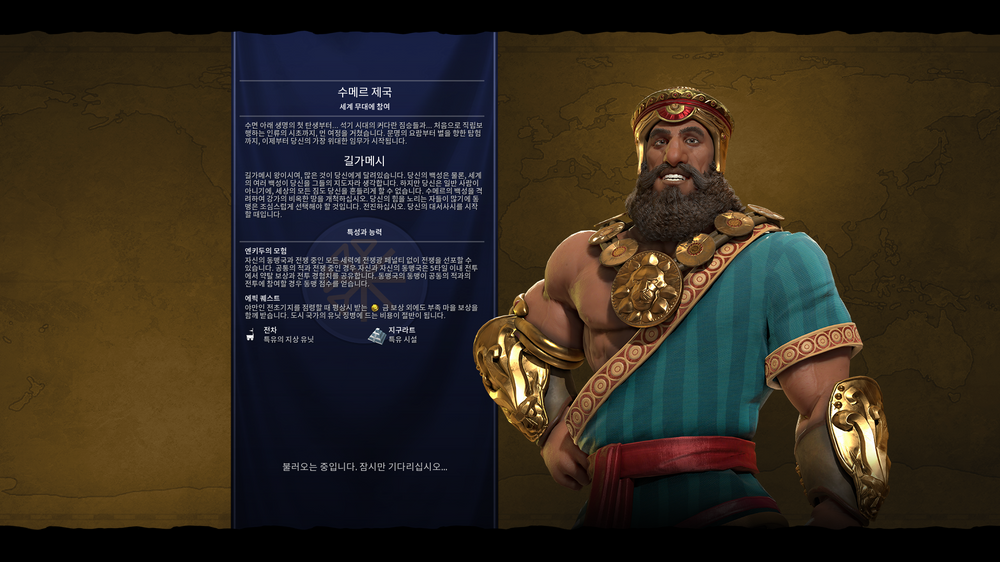 수메르 제국
세계 무대에 참여
수면 아래 생명의 첫 탄생부터... 석기 시대의 커다란 짐승들과... 처음으로 직립보
행하는 인류의 시초까지, 먼 여정을 거쳤습니다. 문명의 요람부터 별을 향한 탐험
까지, 이제부터 당신의 가장 위대한 임무가 시작됩니다.
길가메시
길가메시 왕이시여, 많은 것이 당신에게 달려있습니다. 당신의 백성은 물론, 세계
의 여러 백성이 당신을 그들의 지도자라 생각합니다. 하지만 당신은 일반 사람이
아니기에, 세상의 모든 짐도 당신을 흔들리게 할 수 없습니다. 수메르의 백성을 격
려하여 강가의 비옥한 땅을 개척하십시오. 당신의 힘을 노리는 자들이 많기에 동
맹은 조심스럽게 선택해야 할 것입니다. 전진하십시오. 당신의 대서사시를 시작
할 때입니다.
특성과 능력
엔키두의 모험
자신의 동맹국과 전쟁 중인 모든 세력에 전쟁광 페널티 없이 전쟁을 선포할 수
있습니다. 공통의 적과 전쟁 중인 경우 자신과 자신의 동맹국은 5타일 이내 전투
에서 약탈 보상과 전투 경험치를 공유합니다. 동맹국의 동맹이 공동의 적과의
전투에 참여할 경우 동맹 점수를 얻습니다.
에픽 퀘스트
야만인 전초기지를 점령할 때 평상시 받는 금 보상 외에도 부족 마을 보상을
함께 받습니다. 도시 국가의 유닛 징병에 드는 비용이 절반이 됩니다.
전차
특유의 지상 유닛
지구라트
특유 시설
불러오는 중입니다. 잠시만 기다리십시오...